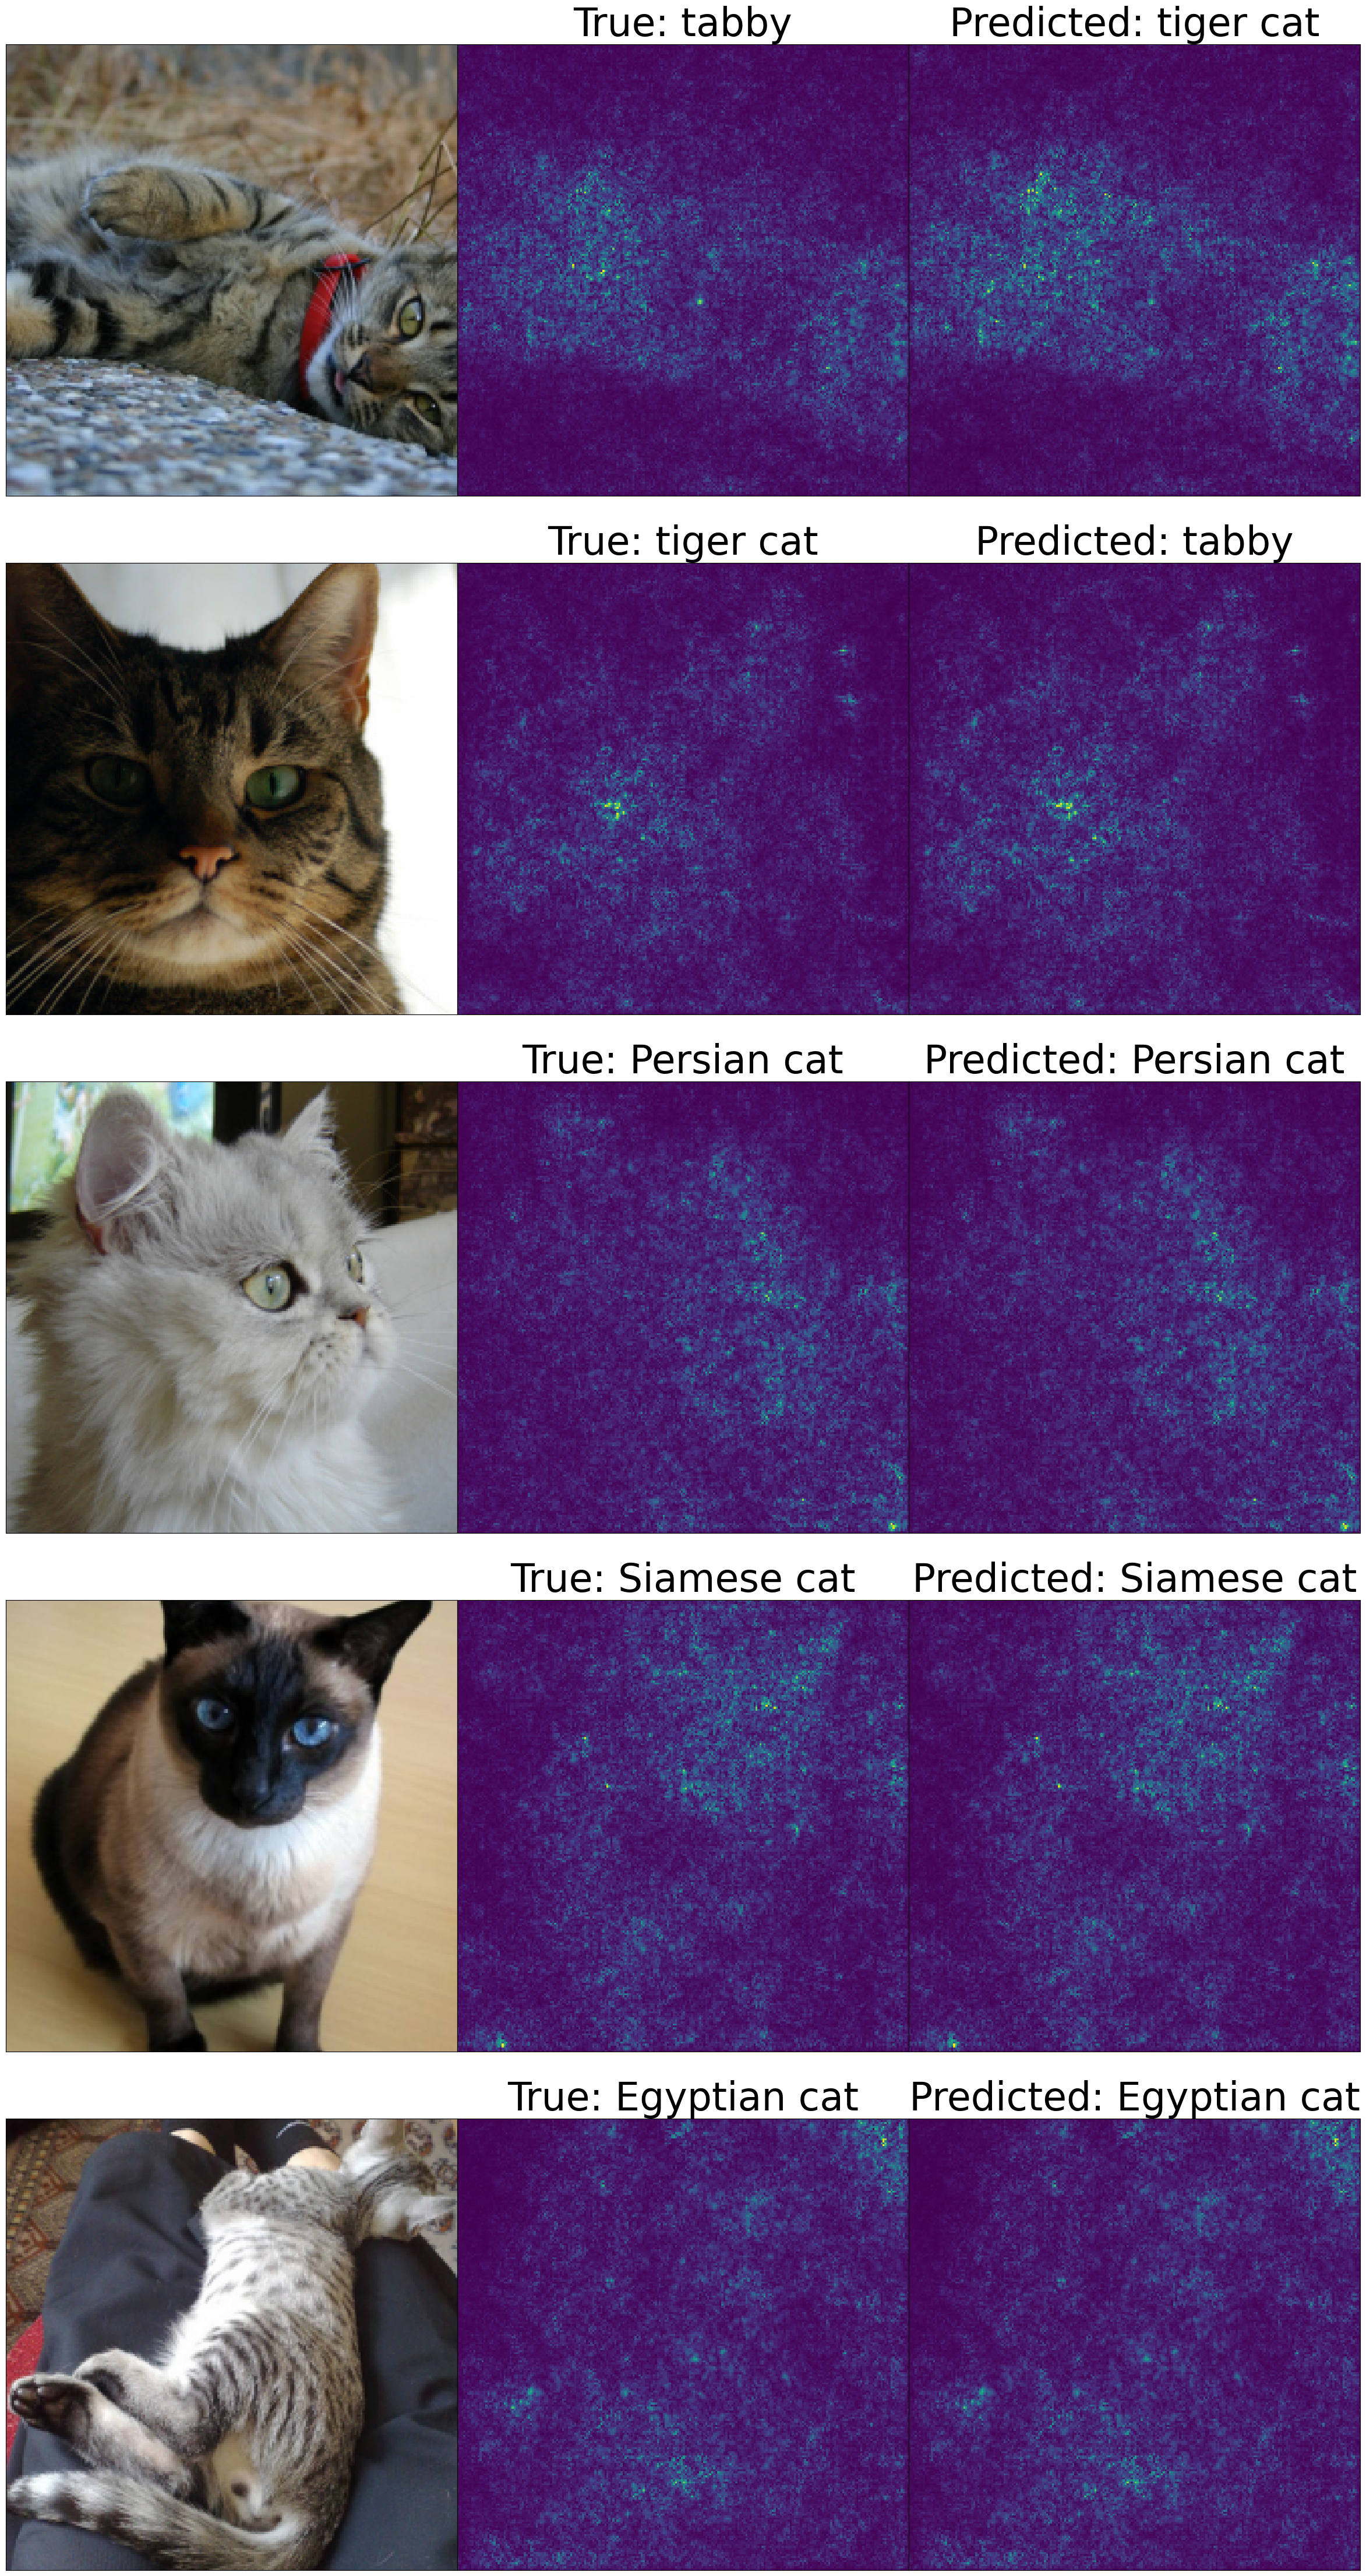 True: tabby
Predicted: tiger cat
True: tiger cat
Predicted: tabby
True: Persian cat
Predicted: Persian cat
True: Siamese cat
Predicted: Siamese cat
True: Egyptian cat
Predicted: Egyptian cat